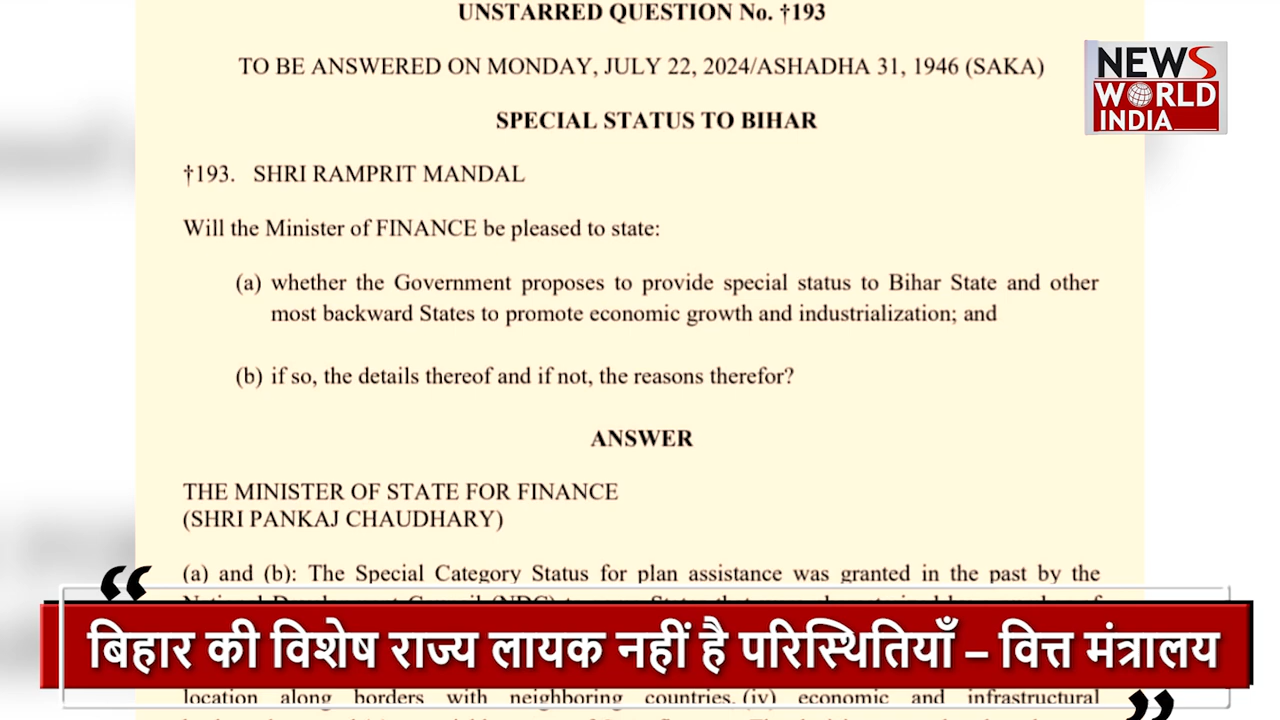 UNSTARRED QUESTION No. †193
TO BE ANSWERED ON MONDAY, JULY 22, 2024/ASHADHA 31, 1946 (SAKA)
NEWS
WORLD
INDIA
SPECIAL STATUS TO BIHAR
†193. SHRI RAMPRIT MANDAL
Will the Minister of FINANCE be pleased to state:
(a) whether the Government proposes to provide special status to Bihar State and other
most backward States to promote economic growth and industrialization; and
(b) if so, the details thereof and if not, the reasons therefor?
ANSWER
THE MINISTER OF STATE FOR FINANCE
(SHRI PANKAJ CHAUDHARY)
(a) and (b): The Special Category Status for plan assistance was granted in the past by the
“
बिहार की विशेष राज्य लायक नहीं है परिस्थितियाँ – वित्त मंत्रालय
”
location along borders with neighboring countries, (iv) economic and infrastructural